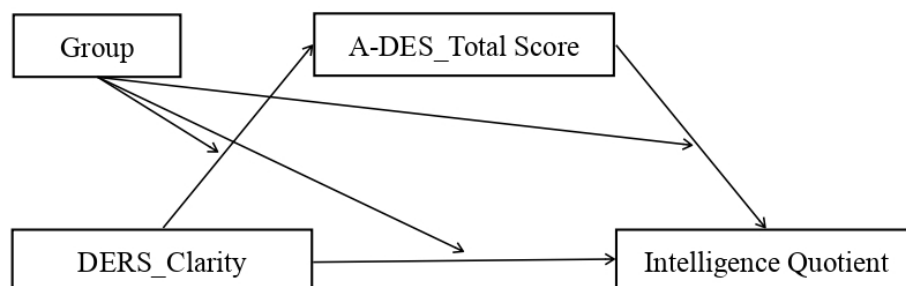 Group
A-DES_Total Score
DERS_Clarity
Intelligence Quotient